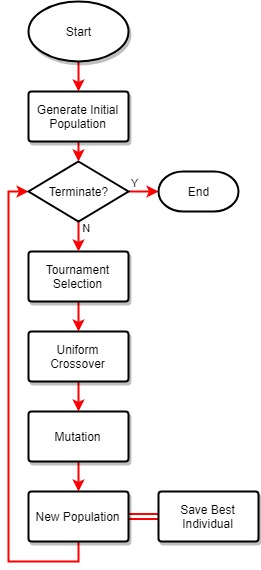 Start
Generate Initial
Population
Terminate?
Y
End
N
Tournament
Selection
Uniform
Crossover
Mutation
New Population
Save Best
Individual